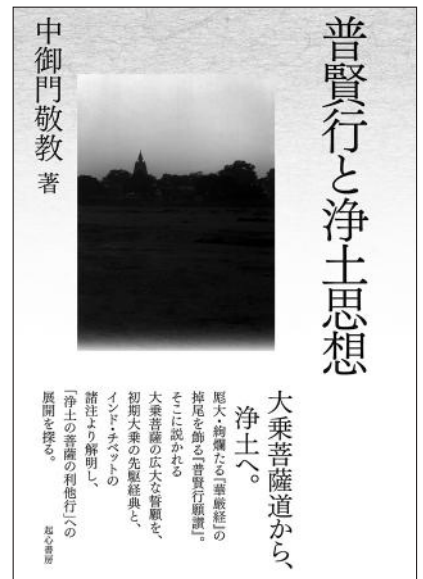 普賢行と浄土思想
中御門敬教 著
大乗菩薩道から、
浄土へ。
厖大・絢爛たる『華厳経』の
掉尾を飾る『普賢行願讃』。
そこに説かれる
大乗菩薩の広大な誓願を、
初期大乗の先駆経典と、
インド・チベットの
諸注より解明し、
「浄土の菩薩の利他行」への
展開を探る。
起心書房